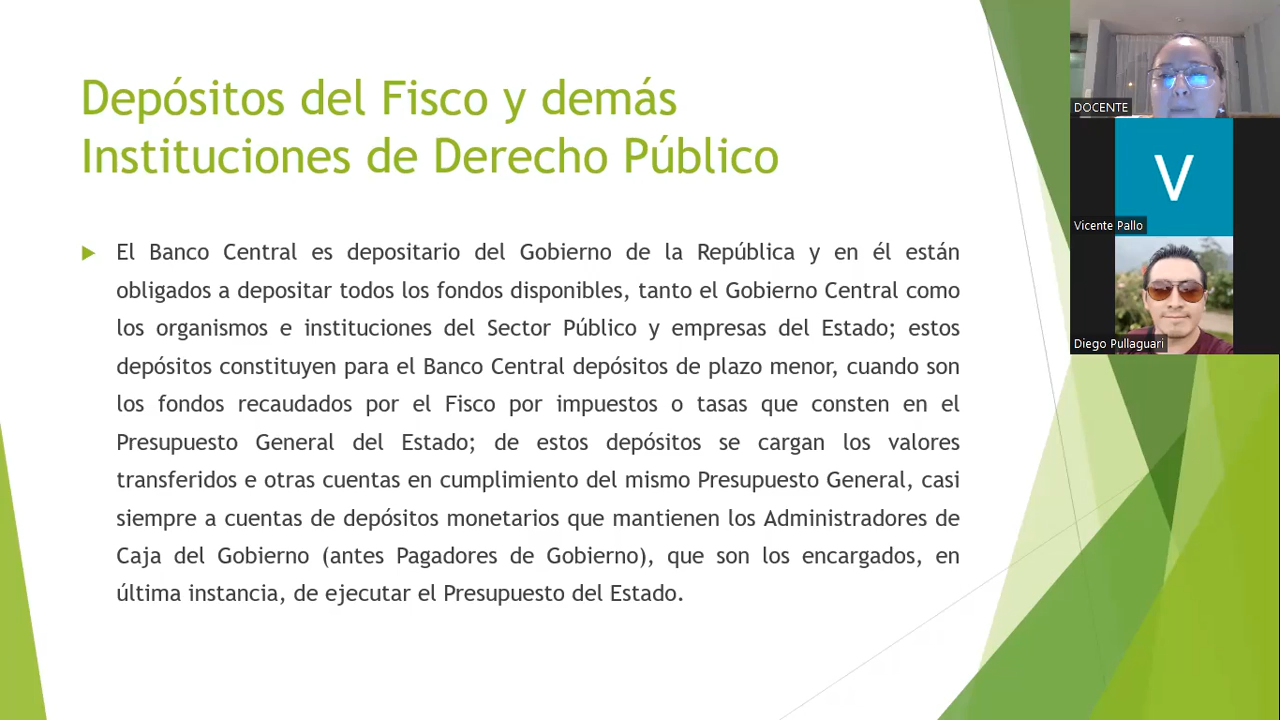 Depósitos del Fisco y demás
Instituciones de Derecho Público
El Banco Central es depositario del Gobierno de la República y en él están
obligados a depositar todos los fondos disponibles, tanto el Gobierno Central como
los organismos e instituciones del Sector Público y empresas del Estado; estos
depósitos constituyen para el Banco Central depósitos de plazo menor, cuando son
los fondos recaudados por el Fisco por impuestos o tasas que consten en el
Presupuesto General del Estado; de estos depósitos se cargan los valores
transferidos e otras cuentas en cumplimiento del mismo Presupuesto General, casi
siempre a cuentas de depósitos monetarios que mantienen los Administradores de
Caja del Gobierno (antes Pagadores de Gobierno), que son los encargados, en
última instancia, de ejecutar el Presupuesto del Estado.
DOCENTE
V
Vicente Pallo
Diego Pullaguari